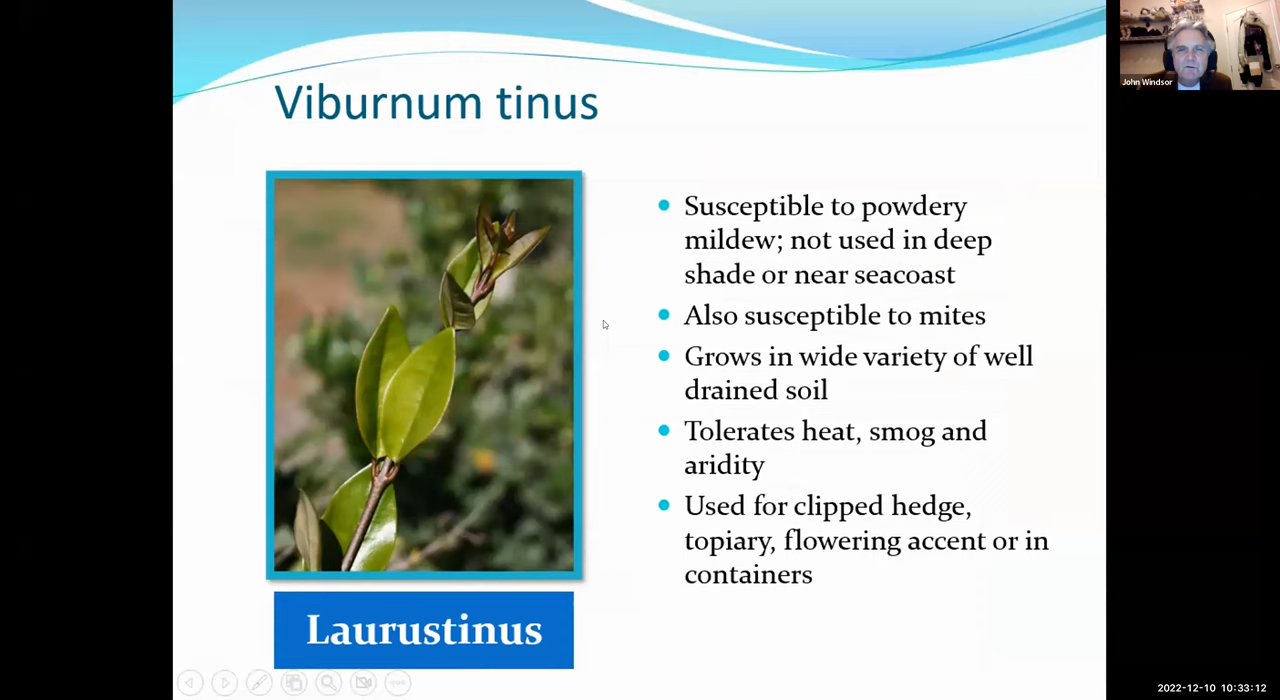 John Windsor
Viburnum tinus
Susceptible to powdery
mildew; not used in deep
shade or near seacoast
Also susceptible to mites
Grows in wide variety of well
drained soil
Tolerates heat, smog and
aridity
Used for clipped hedge,
topiary, flowering accent or in
containers
Laurustinus
2022-12-10 10:33:12